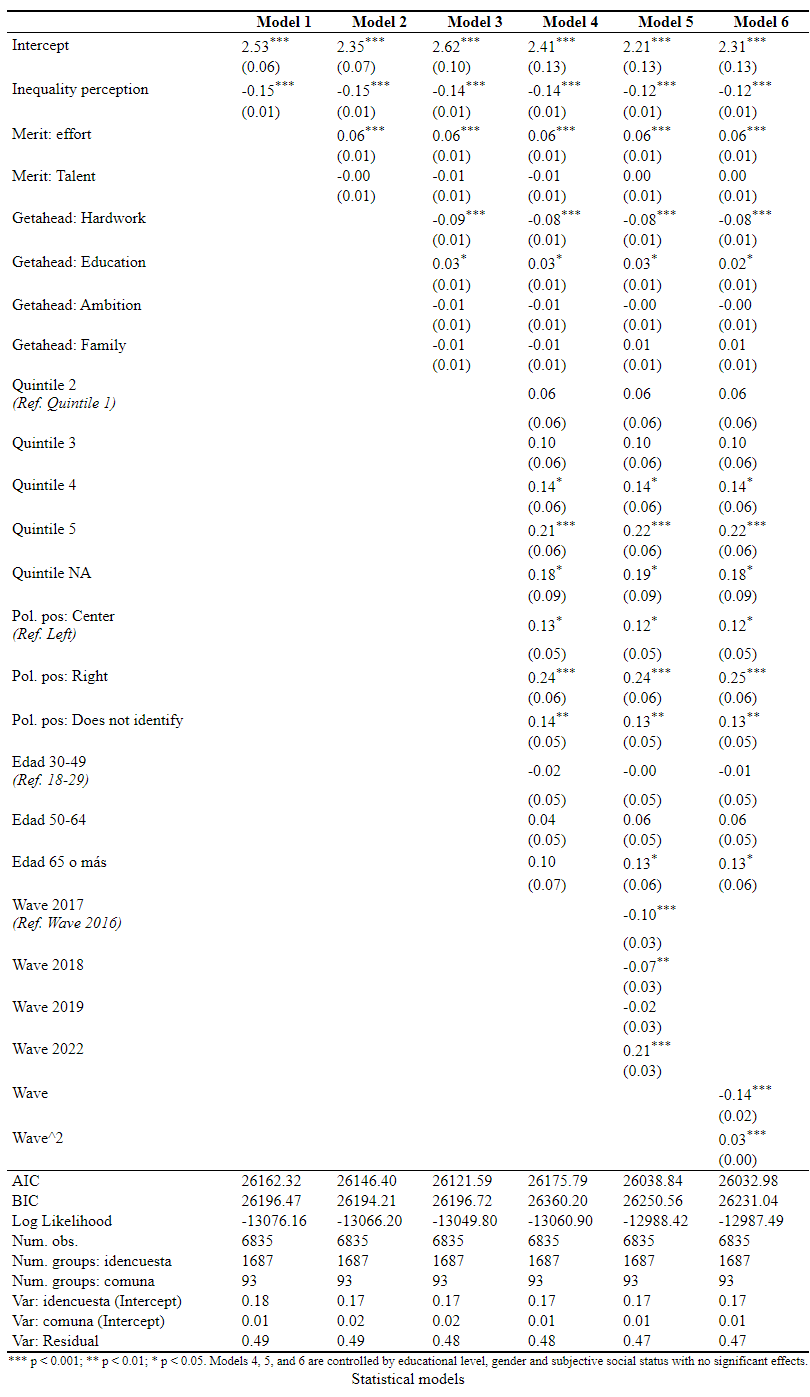 Model 1 Model 2 Model 3 Model 4 Model 5 Model 6
Intercept 2.53*** 2.35*** 2.62*** 2.41*** 2.21*** 2.31***
(0.06) (0.07) (0.10) (0.13) (0.13) (0.13)
Inequality perception -0.15*** -0.15*** -0.14*** -0.14*** -0.12*** -0.12***
(0.01) (0.01) (0.01) (0.01) (0.01) (0.01)
Merit: effort 0.06*** 0.06*** 0.06*** 0.06*** 0.06***
(0.01) (0.01) (0.01) (0.01) (0.01)
Merit: Talent -0.00 -0.01 -0.01 0.00 0.00
(0.01) (0.01) (0.01) (0.01) (0.01)
Getahead: Hardwork -0.09*** -0.08*** -0.08*** -0.08***
(0.01) (0.01) (0.01) (0.01)
Getahead: Education 0.03* 0.03* 0.03* 0.02*
(0.01) (0.01) (0.01) (0.01)
Getahead: Ambition -0.01 -0.01 -0.00 -0.00
(0.01) (0.01) (0.01) (0.01)
Getahead: Family -0.01 -0.01 0.01 0.01
(0.01) (0.01) (0.01) (0.01)
Quintile 2
(Ref. Quintile 1) 0.06 0.06 0.06
(0.06) (0.06) (0.06)
Quintile 3 0.10 0.10 0.10
(0.06) (0.06) (0.06)
Quintile 4 0.14* 0.14* 0.14*
(0.06) (0.06) (0.06)
Quintile 5 0.21*** 0.22*** 0.22***
(0.06) (0.06) (0.06)
Quintile NA 0.18* 0.19* 0.18*
(0.09) (0.09) (0.09)
Pol. pos: Center
(Ref. Left) 0.13* 0.12* 0.12*
(0.05) (0.05) (0.05)
Pol. pos: Right 0.24*** 0.24*** 0.25***
(0.06) (0.06) (0.06)
Pol. pos: Does not identify 0.14** 0.13** 0.13**
(0.05) (0.05) (0.05)
Edad 30-49
(Ref. 18-29) -0.02 -0.00 -0.01
(0.05) (0.05) (0.05)
Edad 50-64 0.04 0.06 0.06
(0.05) (0.05) (0.05)
Edad 65 o más 0.10 0.13* 0.13*
(0.07) (0.06) (0.06)
Wave 2017
(Ref. Wave 2016) -0.10***
(0.03)
Wave 2018 -0.07**
(0.03)
Wave 2019 -0.02
(0.03)
Wave 2022 0.21***
(0.03)
Wave -0.14***
(0.02)
Wave^2 0.03***
(0.00)
AIC 26162.32 26146.40 26121.59 26175.79 26038.84 26032.98
BIC 26196.47 26194.21 26196.72 26360.20 26250.56 26231.04
Log Likelihood -13076.16 -13066.20 -13049.80 -13060.90 -12988.42 -12987.49
Num. obs. 6835 6835 6835 6835 6835 6835
Num. groups: idencuesta 1687 1687 1687 1687 1687 1687
Num. groups: comuna 93 93 93 93 93 93
Var: idencuesta (Intercept) 0.18 0.17 0.17 0.17 0.17 0.17
Var: comuna (Intercept) 0.01 0.02 0.02 0.01 0.01 0.01
Var: Residual 0.49 0.49 0.48 0.48 0.47 0.47
*** p < 0.001; ** p < 0.01; * p < 0.05. Models 4, 5, and 6 are controlled by educational level, gender and subjective social status with no significant effects.
Statistical models